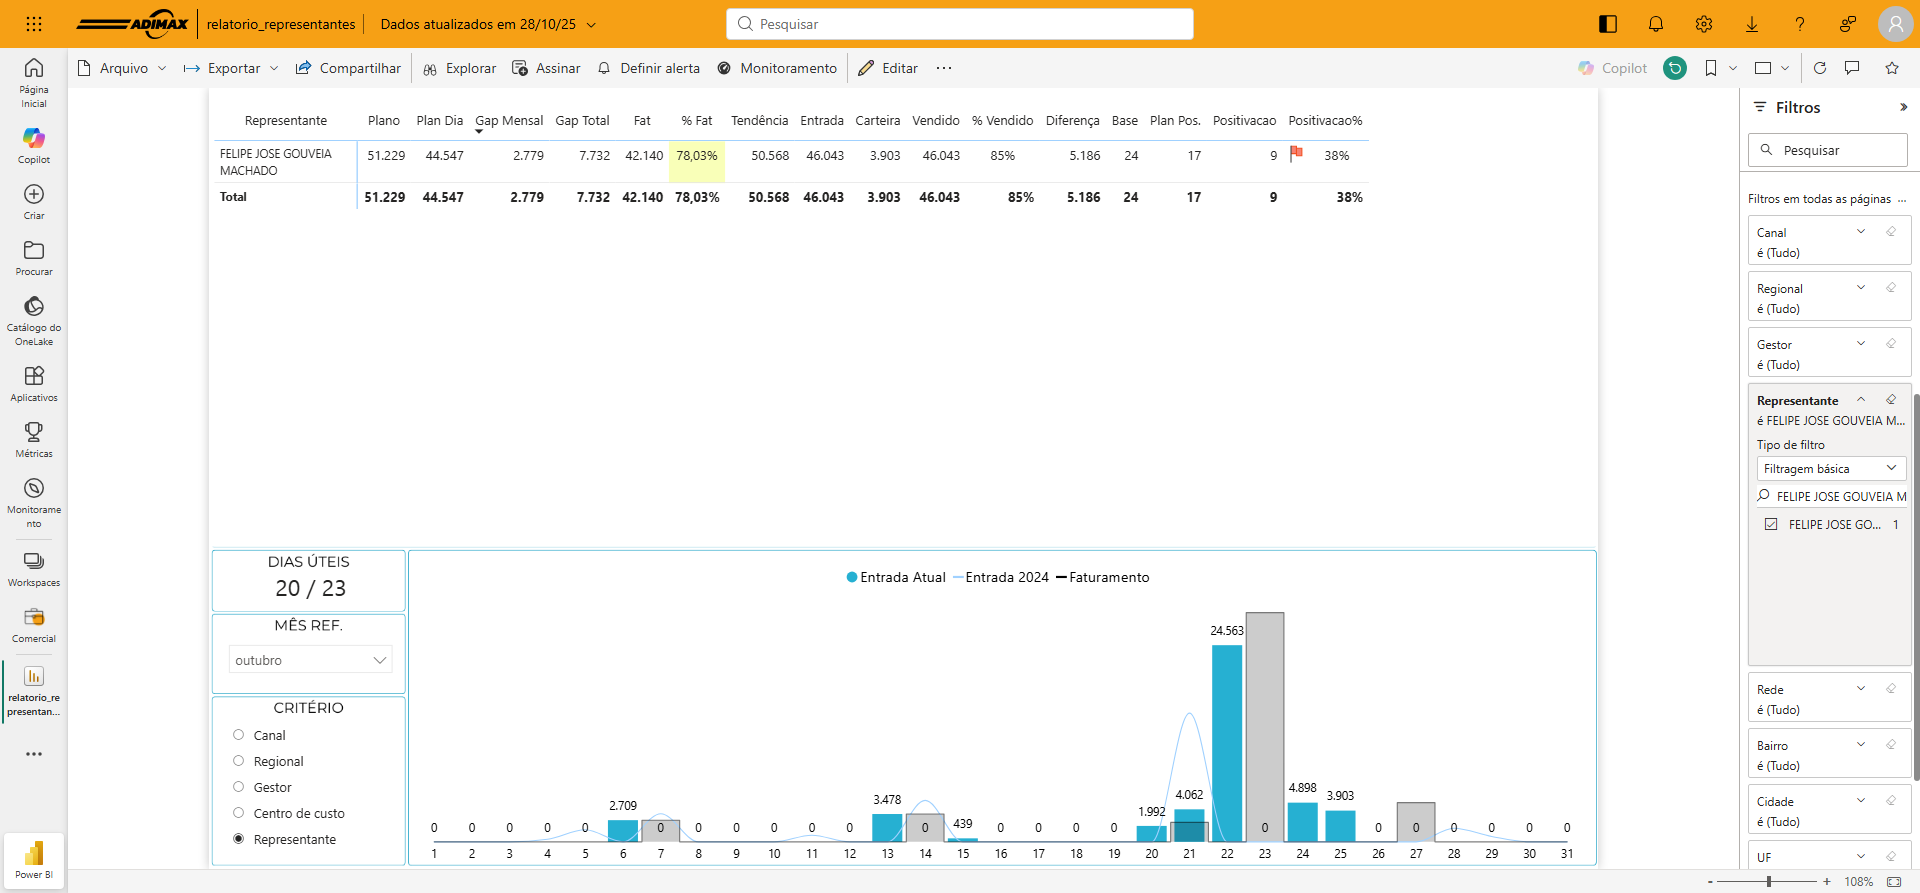 ADIMAX
relatorio_representantes
Dados atualizados em 28/10/25
Pesquisar
Arquivo
Exportar
Compartilhar
Explorar
Assinar
Definir alerta
Monitoramento
Editar
Copilot
Página
Inicial
Copilot
Criar
Procurar
Catálogo do
OneLake
Aplicativos
Métricas
Monitorame
nto
Workspaces
Comercial
relatorio_re
presentan...
Power BI
Representante Plano Plan Dia Gap Mensal Gap Total Fat % Fat Tendência Entrada Carteira Vendido % Vendido Diferença Base Plan Pos. Positivacao Positivacao%
FELIPE JOSE GOUVEIA
MACHADO
51.229 44.547 2.779 7.732 42.140 78,03% 50.568 46.043 3.903 46.043 85% 5.186 24 17 9 38%
Total 51.229 44.547 2.779 7.732 42.140 78,03% 50.568 46.043 3.903 46.043 85% 5.186 24 17 9 38%
DIAS ÚTEIS
20 / 23
MÊS REF.
outubro
CRITÉRIO
Canal
Regional
Gestor
Centro de custo
Representante
Entrada Atual Entrada 2024 Faturamento
24.563
4.898
3.903
4.062
2.709
3.478
439
1.992
0 0 0 0 0 0 0 0 0 0 0 0 0 0 0 0 0 0 0 0 0 0 0
1 2 3 4 5 6 7 8 9 10 11 12 13 14 15 16 17 18 19 20 21 22 23 24 25 26 27 28 29 30 31
Filtros
Pesquisar
Filtros em todas as páginas ...
Canal
é (Tudo)
Regional
é (Tudo)
Gestor
é (Tudo)
Representante
é FELIPE JOSE GOUVEIA M...
Tipo de filtro
Filtragem básica
FELIPE JOSE GOUVEIA M
FELIPE JOSE GO... 1
Rede
é (Tudo)
Bairro
é (Tudo)
Cidade
é (Tudo)
UF
- + 108%